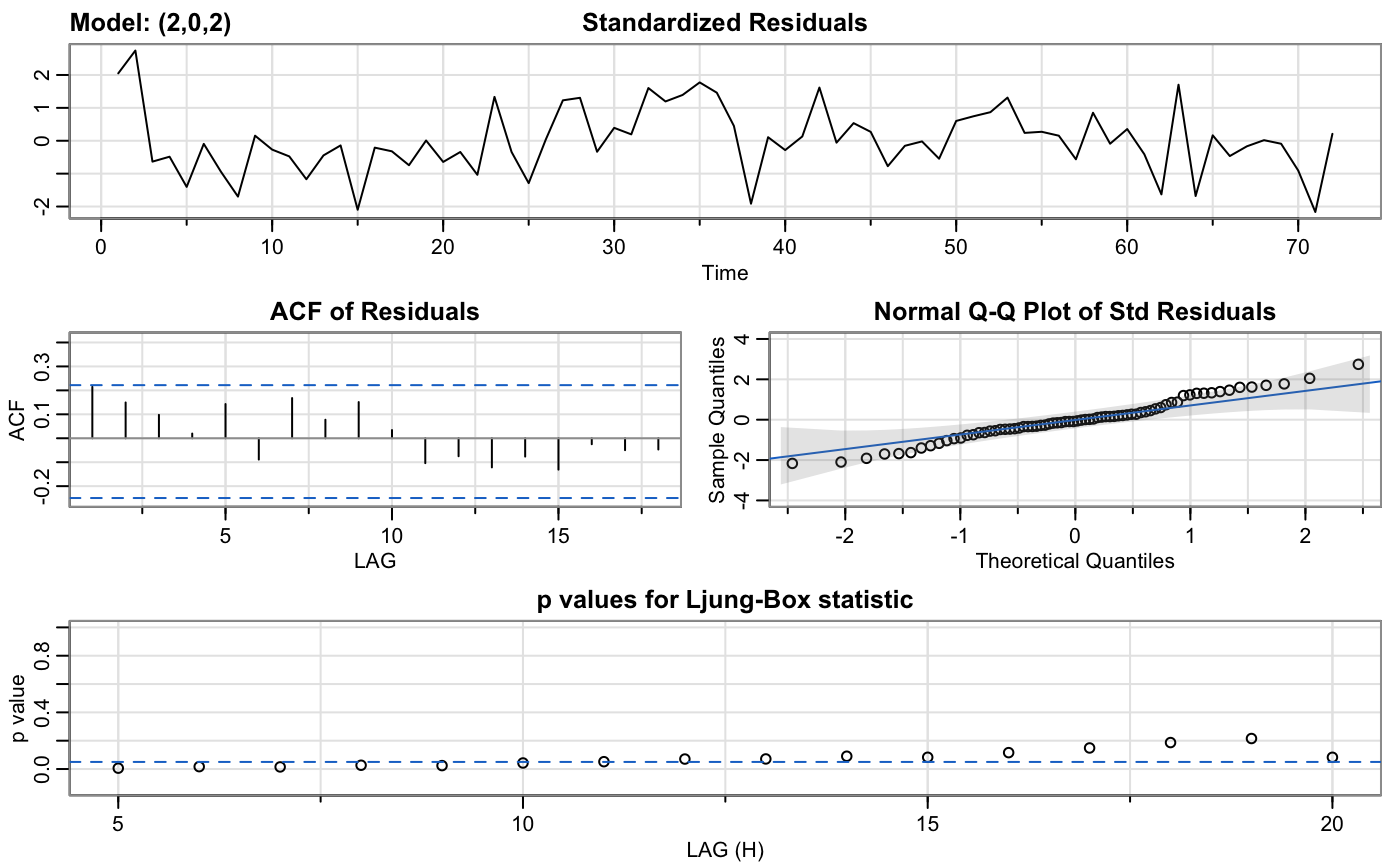 Model: (2,0,2) Standardized Residuals
2
1
0
-2
0 10 20 30 40 50 60 70
Time
ACF of Residuals
ACF
0.3
0.1
-0.2
5 10 15
LAG
Normal Q-Q Plot of Std Residuals
Sample Quantiles
4
2
0
-2
-4
-2 -1 0 1 2
Theoretical Quantiles
p values for Ljung-Box statistic
p value
0.8
0.4
0.0
5 10 15 20
LAG (H)